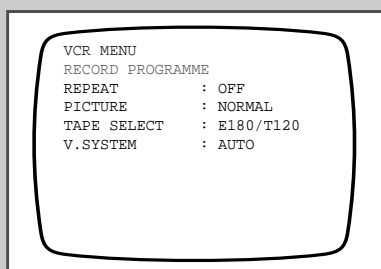 VCR MENU
RECORD PROGRAMME
REPEAT : OFF
PICTURE : NORMAL
TAPE SELECT : E180/T120
V.SYSTEM : AUTO